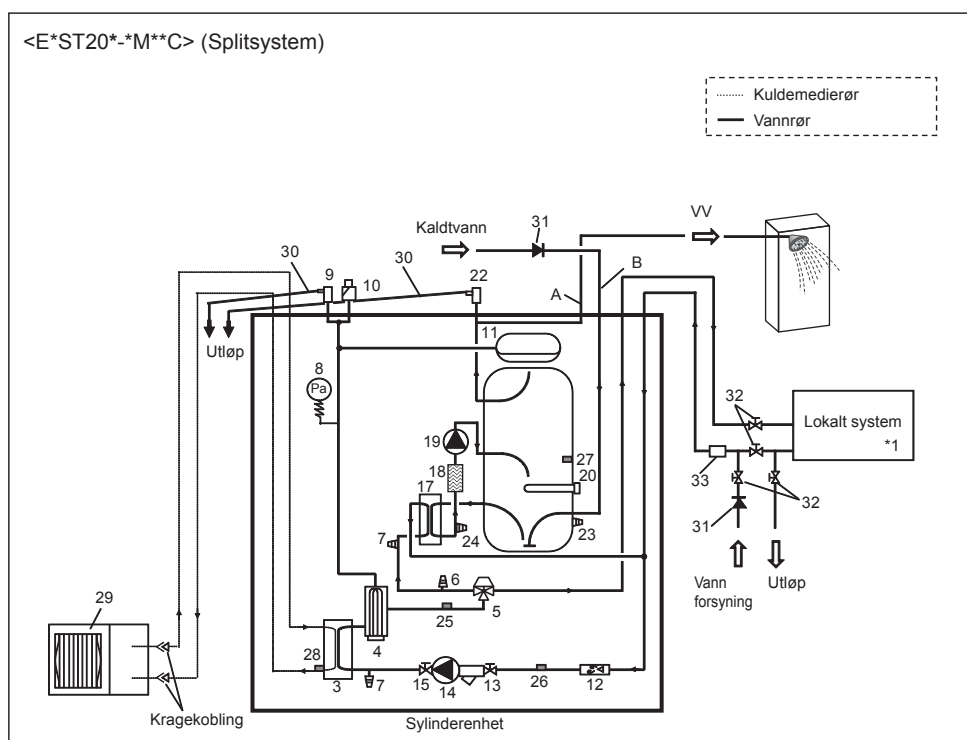 <E*ST20*-*M**C> (Splitsystem)
Kuldemedierør
Vannrør
Kaldtvann
31
VV
B
A
30
9
10
30
22
Utløp
11
8
Pa
19
27
20
18
17
23
24
7
6
5
25
4
32
Lokalt system
*1
33
32
31
Vann
forsyning
Utløp
29
28
3
7
15
14
13
26
12
Kragekobling
Sylinderenhet